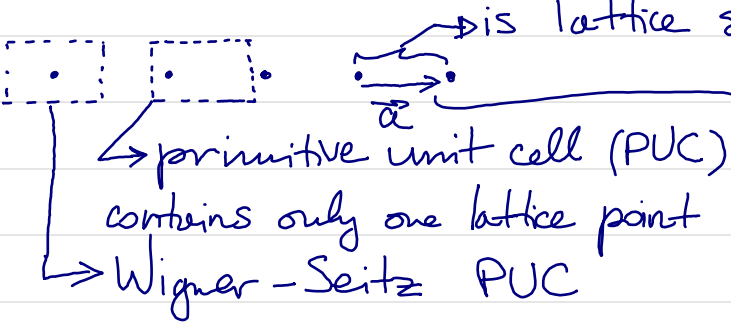 is lattice
a
primitive unit cell (PUC)
contains only one lattice point
Wigner-Seitz PUC